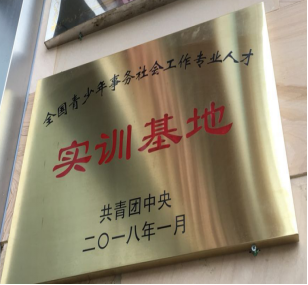 全国青少年事务社会工作专业人才
实训基地
共青团中央
二〇一八年一月